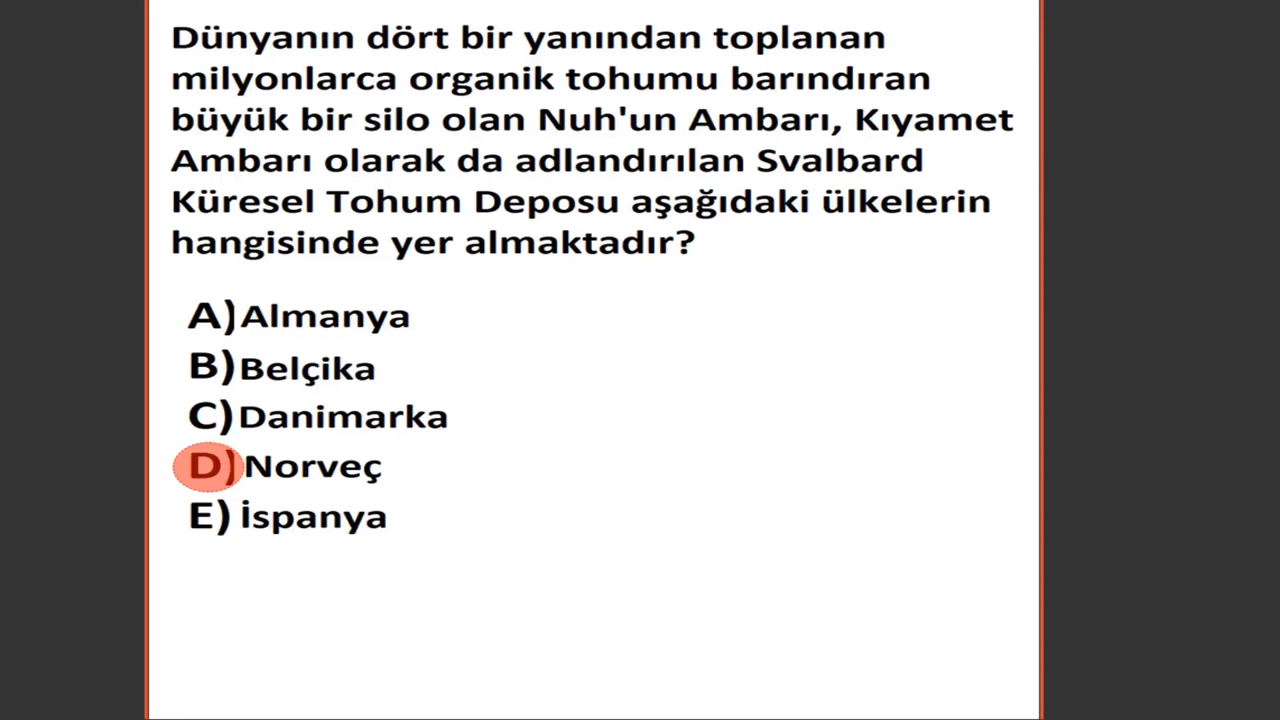 Dünyanın dört bir yanından toplanan
milyonlarca organik tohumu barındıran
büyük bir silo olan Nuh'un Ambarı, Kıyamet
Ambarı olarak da adlandırılan Svalbard
Küresel Tohum Deposu aşağıdaki ülkelerin
hangisinde yer almaktadır?
A) Almanya
B) Belçika
C) Danimarka
D) Norveç
E) İspanya